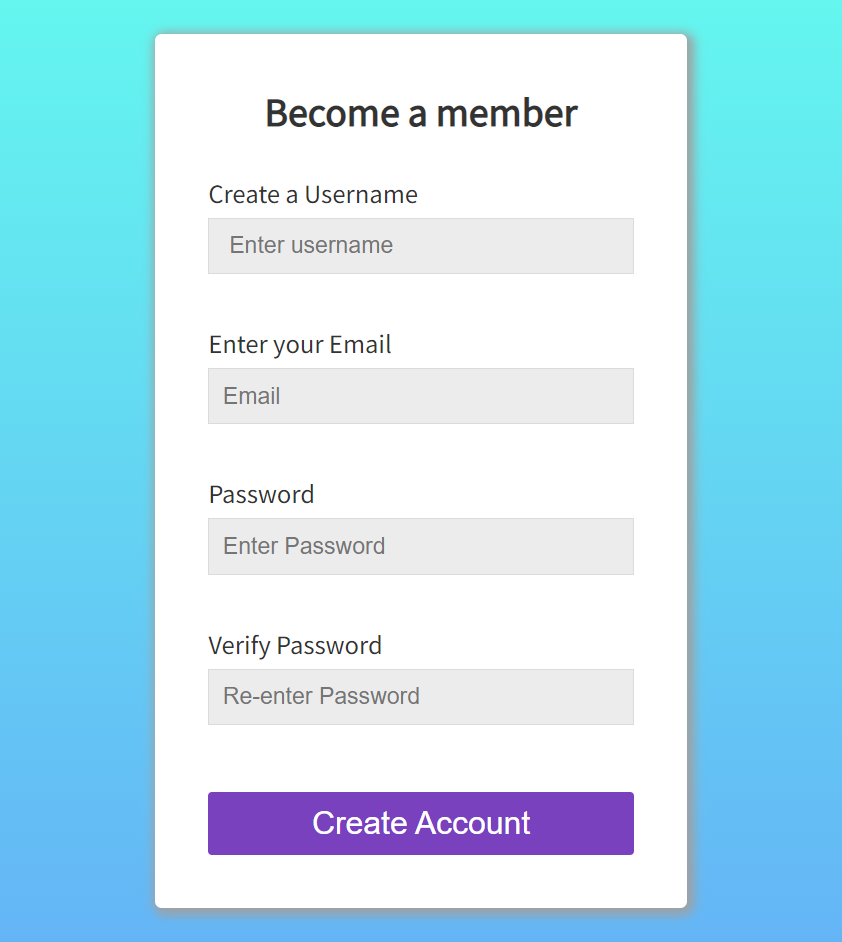 Become a member
Create a Username
Enter username
Enter your Email
Email
Password
Enter Password
Verify Password
Re-enter Password
Create Account